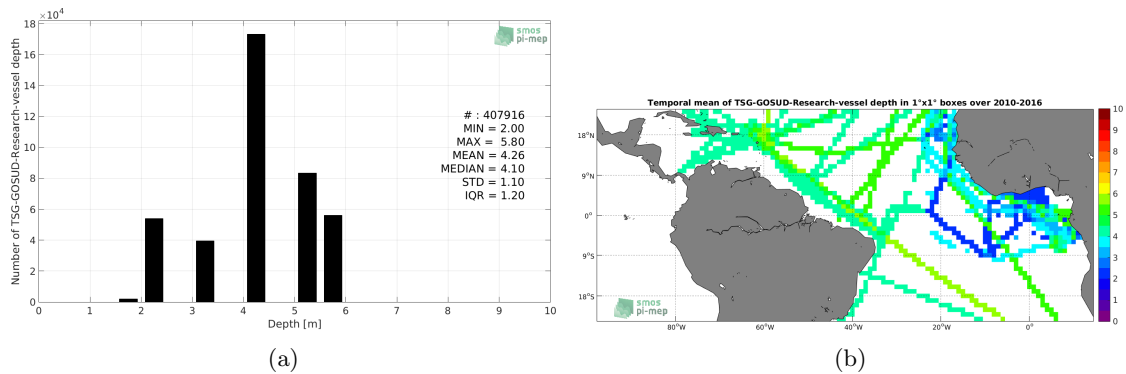 ×10⁴
18
16
14
12
10
8
6
4
2
0
Number of TSG-GOSUD-Research-vessel depth
smos
pi-mep
# : 407916
MIN = 2.00
MAX = 5.80
MEAN = 4.26
MEDIAN = 4.10
STD = 1.10
IQR = 1.20
0 1 2 3 4 5 6 7 8 9 10
Depth [m]
(a)
Temporal mean of TSG-GOSUD-Research-vessel depth in 1°x1° boxes over 2010-2016
18°N
9°N
0°
9°S
18°S
smos
pi-mep
80°W 60°W 40°W 20°W 0°
10
9
8
7
6
5
4
3
2
1
0
(b)